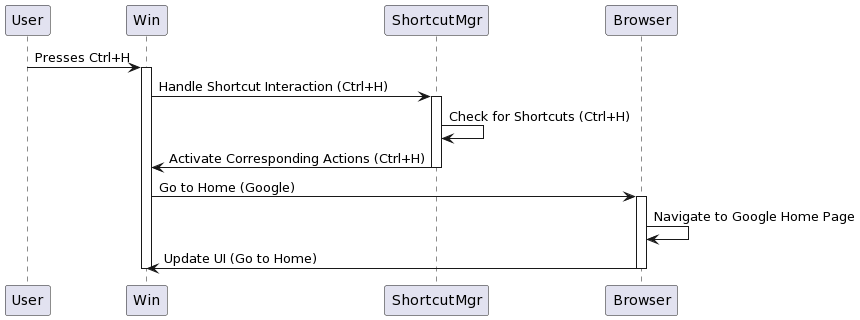 User
Win
ShortcutMgr
Browser
Presses Ctrl+H
Handle Shortcut Interaction (Ctrl+H)
Check for Shortcuts (Ctrl+H)
Activate Corresponding Actions (Ctrl+H)
Go to Home (Google)
Navigate to Google Home Page
Update UI (Go to Home)
User
Win
ShortcutMgr
Browser